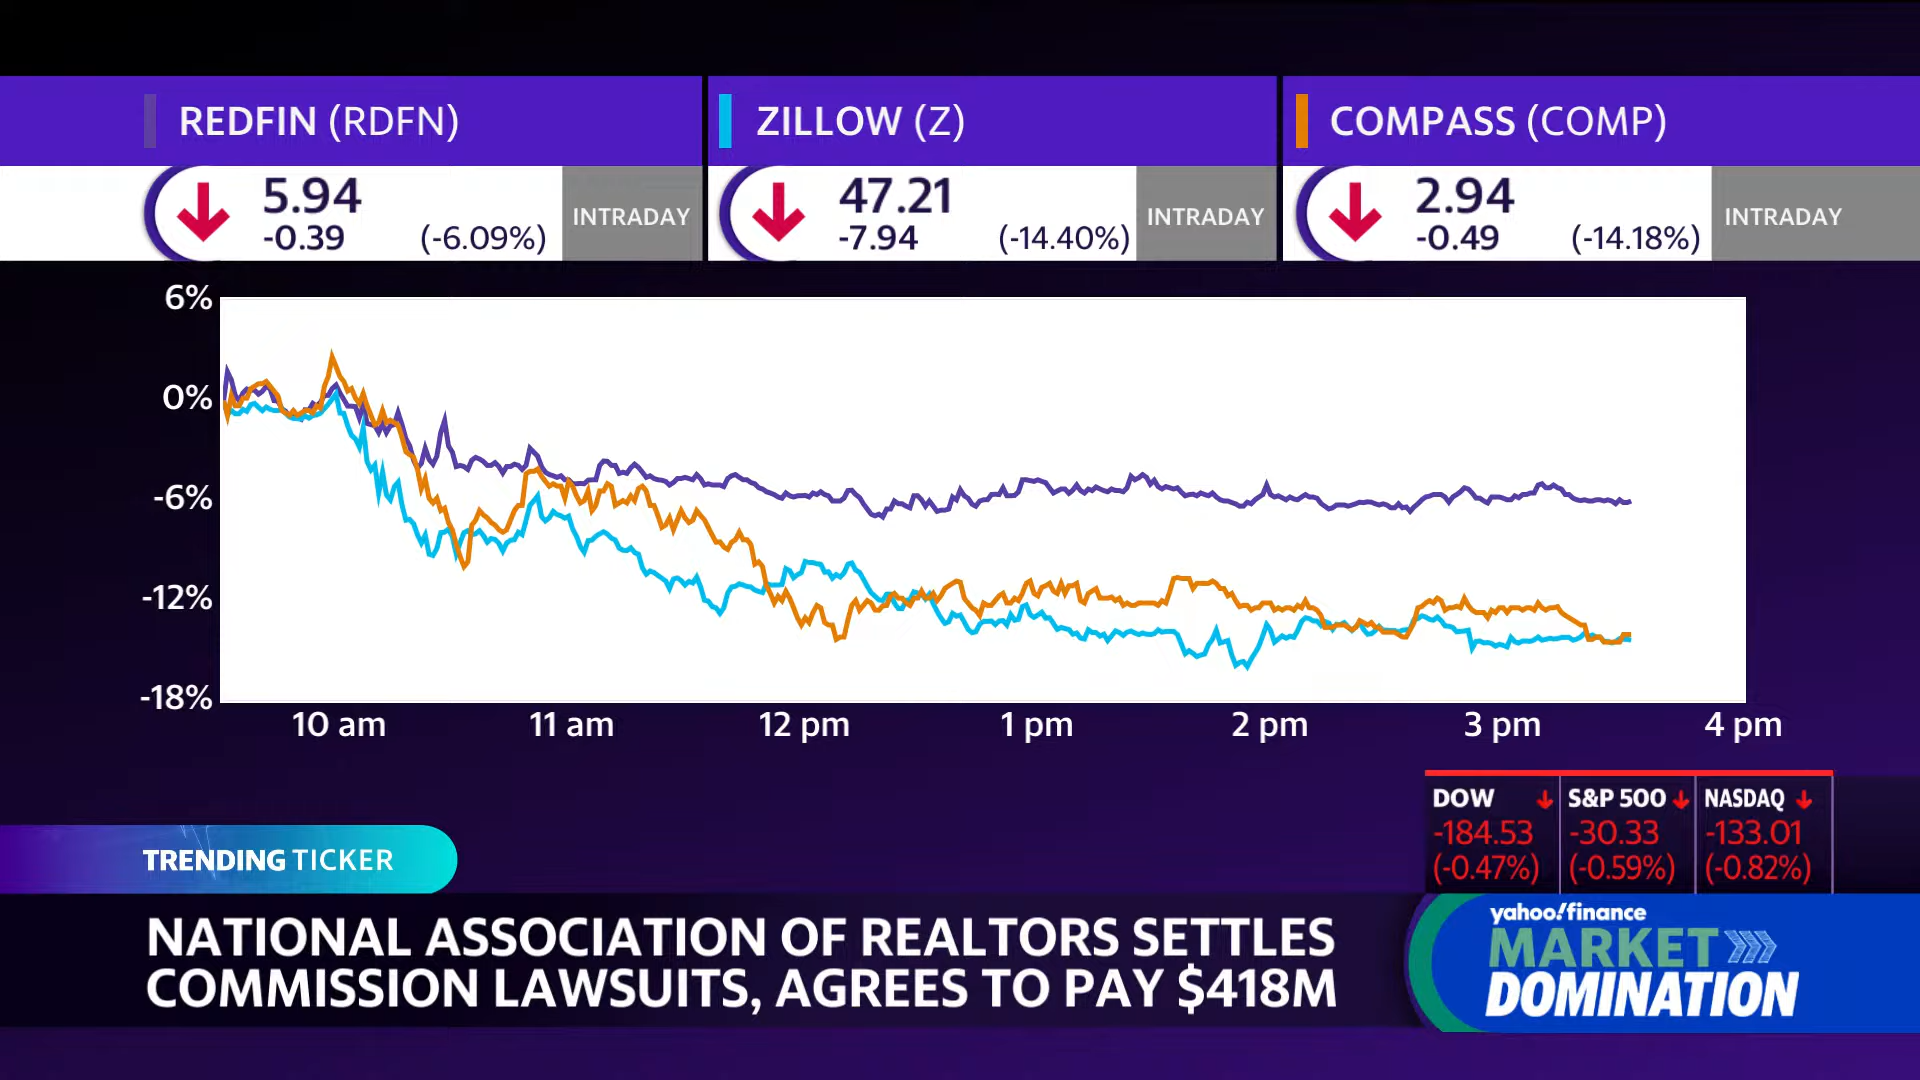 REDFIN (RDFN)
5.94
-0.39 (-6.09%)
INTRADAY
ZILLOW (Z)
47.21
-7.94 (-14.40%)
INTRADAY
COMPASS (COMP)
2.94
-0.49 (-14.18%)
INTRADAY
6%
0%
-6%
-12%
-18%
10 am 11 am 12 pm 1 pm 2 pm 3 pm 4 pm
DOW S&P 500 NASDAQ
-184.53 -30.33 -133.01
(-0.47%) (-0.59%) (-0.82%)
TRENDING TICKER
NATIONAL ASSOCIATION OF REALTORS SETTLES
COMMISSION LAWSUITS, AGREES TO PAY $418M
yahoo!finance
MARKET
DOMINATION